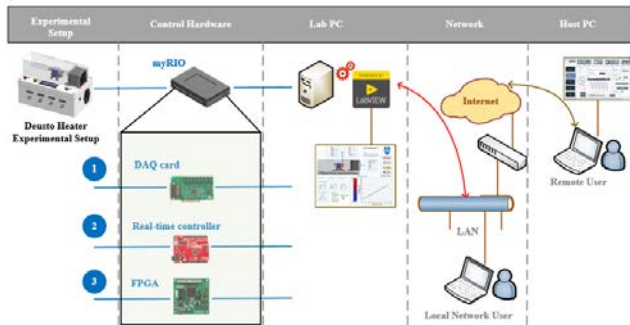 Experimental
Setup
Control Hardware
Lab PC
Network
Host PC
myRIO
LabVIEW
Internet
Deusto Heater
Experimental Setup
1
DAQ card
Remote User
2
Real-time controller
LAN
3
FPGA
Local Network User